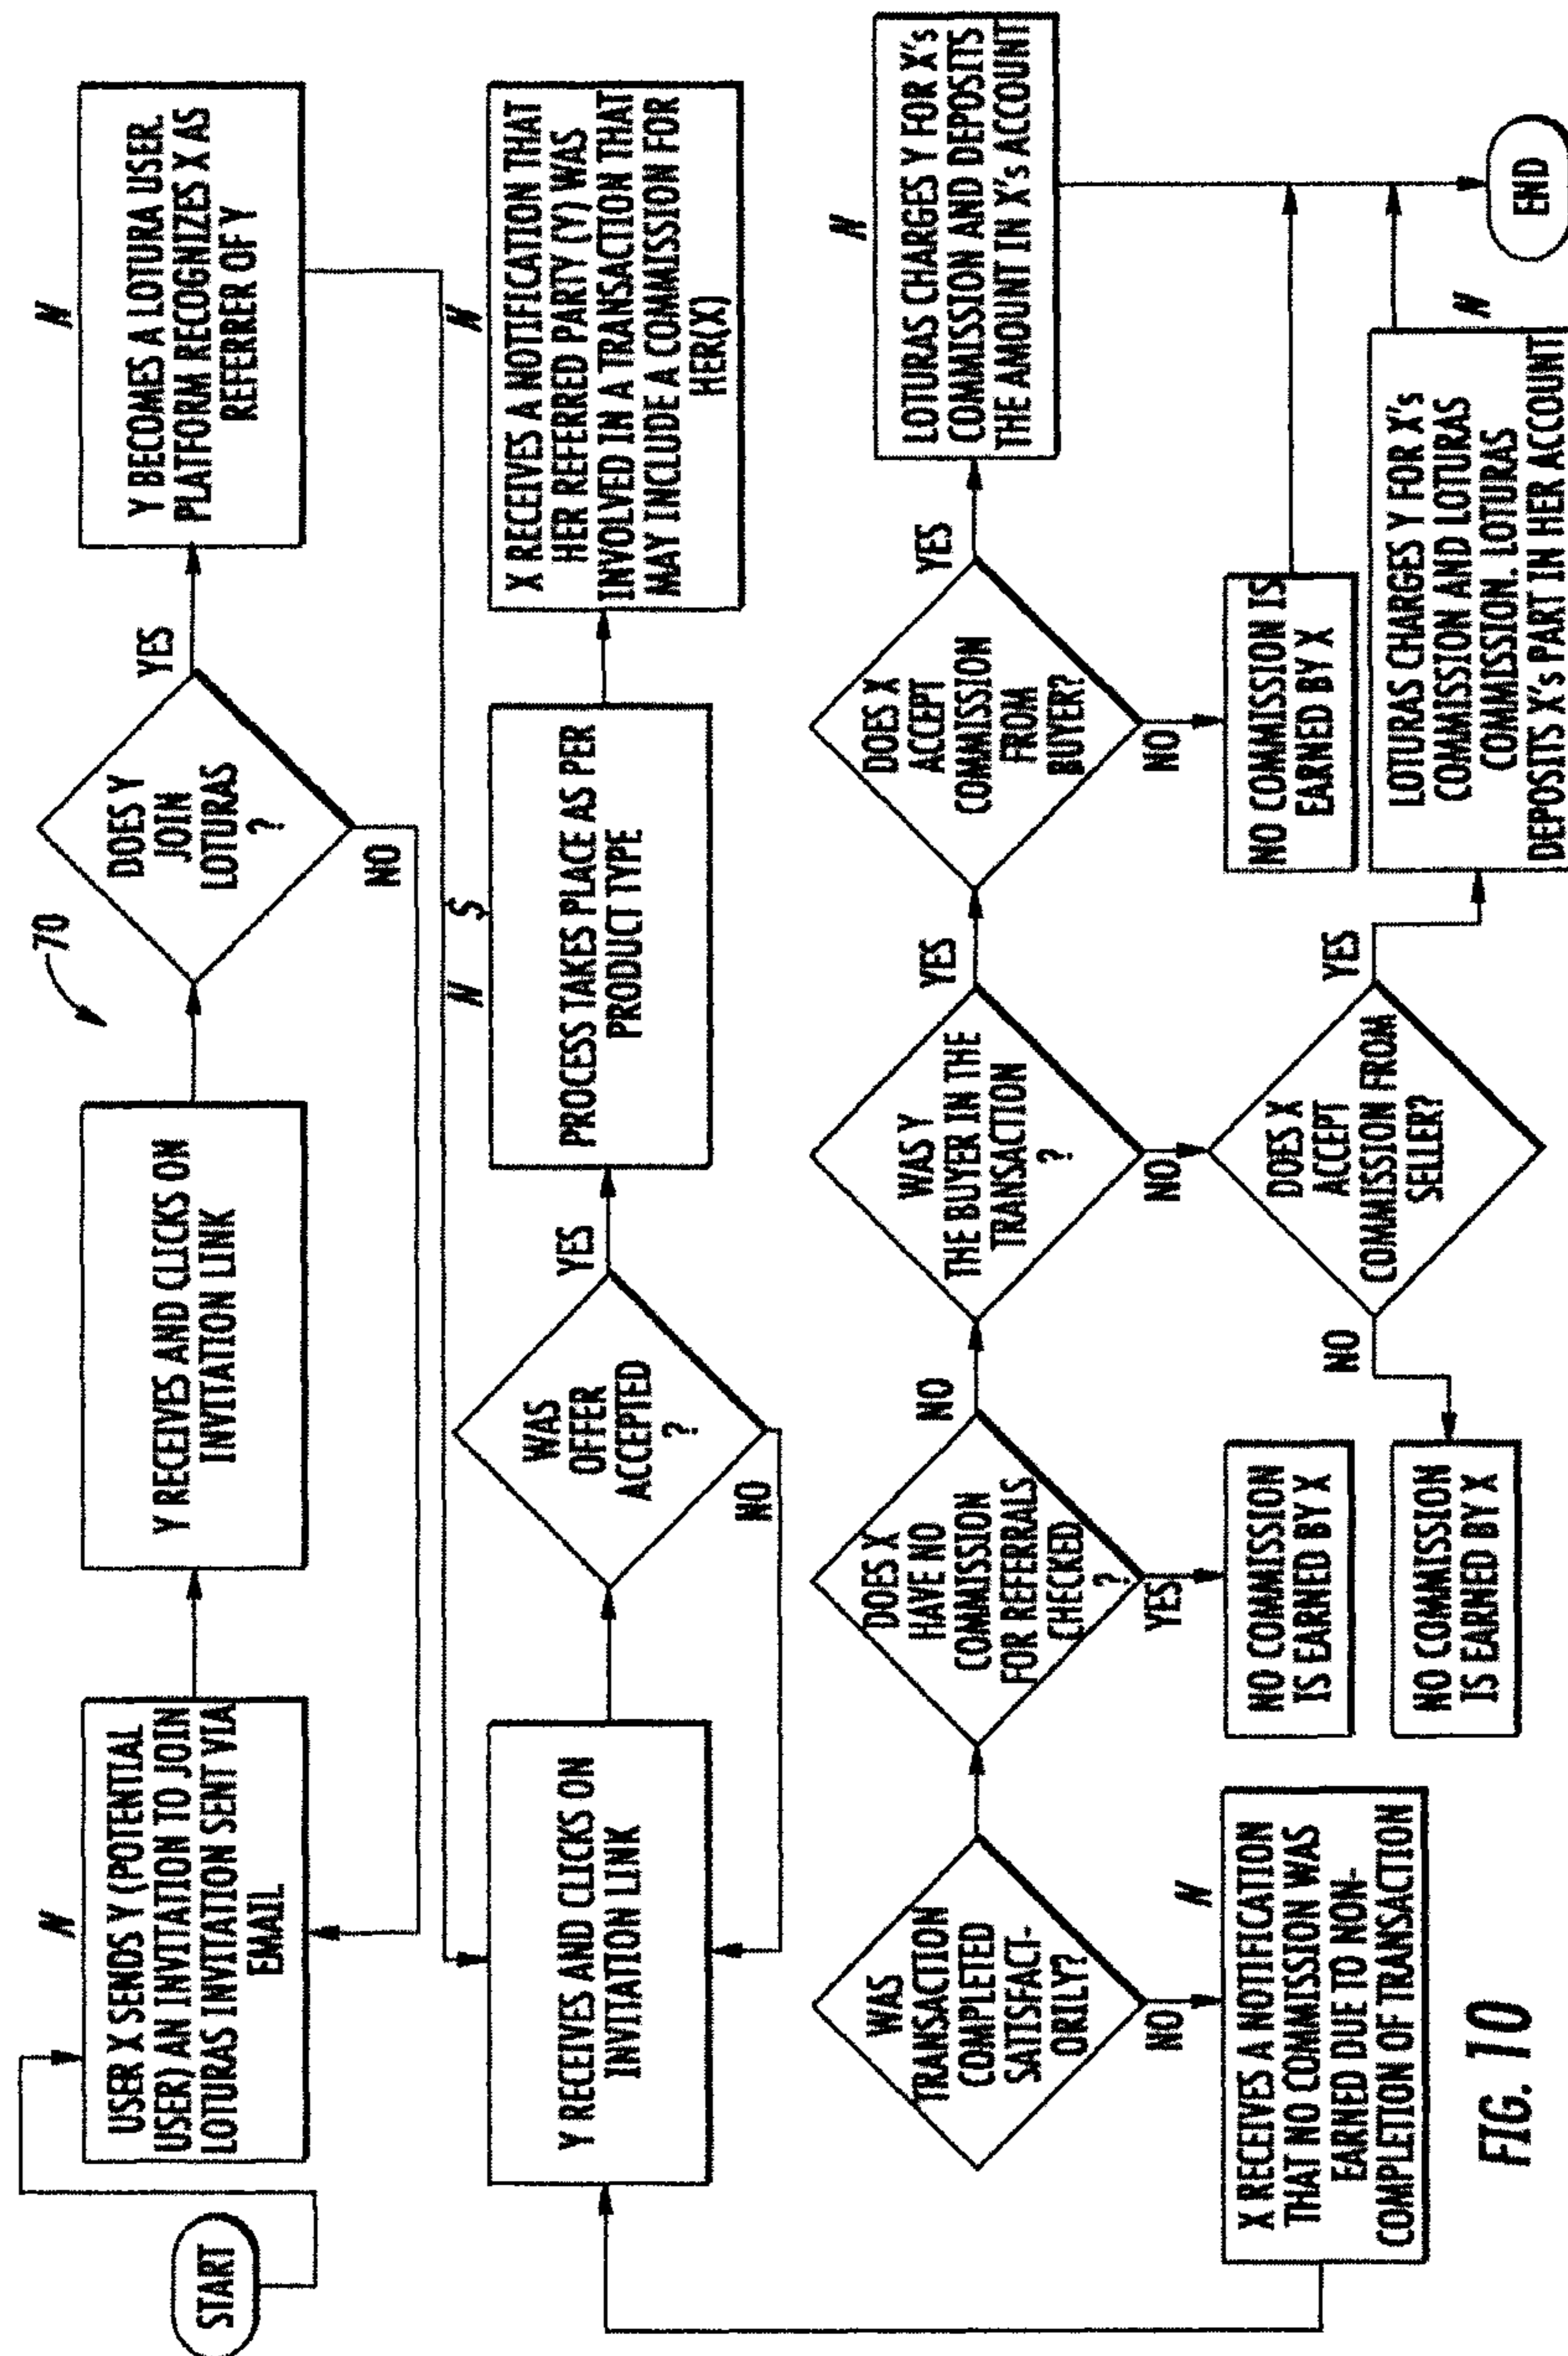 70
START
N
USER X SENDS Y (POTENTIAL
USER) AN INVITATION TO JOIN
LOTURAS INVITATION SENT VIA
EMAIL
Y RECEIVES AND CLICKS ON
INVITATION LINK
DOES Y
JOIN
LOTURAS
?
YES
NO
N
Y BECOMES A LOTURA USER.
PLATFORM RECOGNIZES X AS
REFERRER OF Y
Y RECEIVES AND CLICKS ON
INVITATION LINK
WAS
OFFER
ACCEPTED
?
YES
NO
N
S
PROCESS TAKES PLACE AS PER
PRODUCT TYPE
N
X RECEIVES A NOTIFICATION THAT
HER REFERRED PARTY (Y) WAS
INVOLVED IN A TRANSACTION THAT
MAY INCLUDE A COMMISSION FOR
HER(X)
WAS
TRANSACTION
COMPLETED
SATISFACT-
ORILY?
NO
N
X RECEIVES A NOTIFICATION
THAT NO COMMISSION WAS
EARNED DUE TO NON-
COMPLETION OF TRANSACTION
DOES X
HAVE NO
COMMISSION
FOR REFERRALS
CHECKED
?
NO
YES
NO COMMISSION
IS EARNED BY X
WAS Y
THE BUYER IN THE
TRANSACTION
?
YES
NO
DOES X
ACCEPT
COMMISSION
FROM
BUYER?
YES
NO
N
LOTURAS CHARGES Y FOR X's
COMMISSION AND DEPOSITS
THE AMOUNT IN X's ACCOUNT
NO COMMISSION IS
EARNED BY X
DOES X
ACCEPT
COMMISSION FROM
SELLER?
NO
YES
NO COMMISSION
IS EARNED BY X
N
LOTURAS CHARGES Y FOR X's
COMMISSION AND LOTURAS
COMMISSION. LOTURAS
DEPOSITS X's PART IN HER ACCOUNT
END
FIG. 10